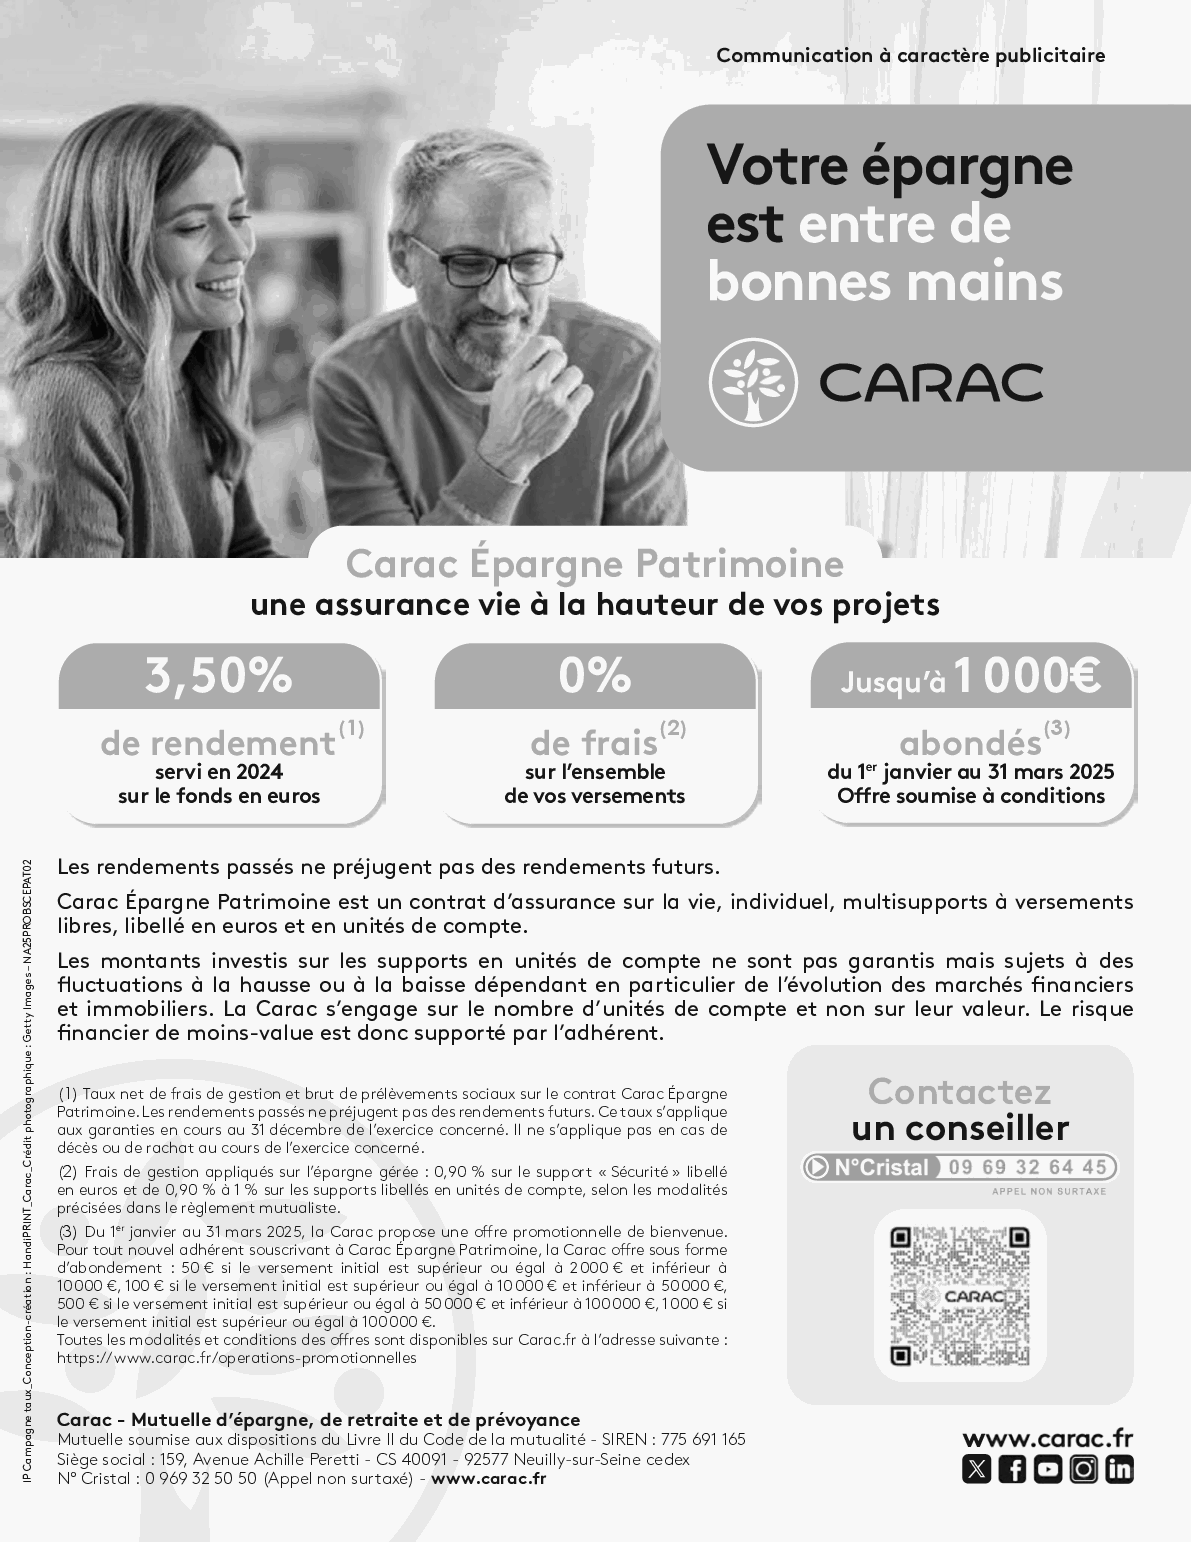 Communication à caractère publicitaire
Votre épargne
est entre de
bonnes mains
CARAC
Carac Épargne Patrimoine
une assurance vie à la hauteur de vos projets
3,50%
de rendement(1)
servi en 2024
sur le fonds en euros
0%
de frais(2)
sur l'ensemble
de vos versements
Jusqu'à 1 000€
abondés(3)
du 1er janvier au 31 mars 2025
Offre soumise à conditions
Les rendements passés ne préjugent pas des rendements futurs.
Carac Épargne Patrimoine est un contrat d'assurance sur la vie, individuel, multisupports à versements
libres, libellé en euros et en unités de compte.
Les montants investis sur les supports en unités de compte ne sont pas garantis mais sujets à des
fluctuations à la hausse ou à la baisse dépendant en particulier de l'évolution des marchés financiers
et immobiliers. La Carac s'engage sur le nombre d'unités de compte et non sur leur valeur. Le risque
financier de moins-value est donc supporté par l'adhérent.
(1) Taux net de frais de gestion et brut de prélèvements sociaux sur le contrat Carac Épargne
Patrimoine. Les rendements passés ne préjugent pas des rendements futurs. Ce taux s'applique
aux garanties en cours au 31 décembre de l'exercice concerné. Il ne s'applique pas en cas de
décès ou de rachat au cours de l'exercice concerné.
(2) Frais de gestion appliqués sur l'épargne gérée : 0,90 % sur le support « Sécurité » libellé
en euros et de 0,90 % à 1 % sur les supports libellés en unités de compte, selon les modalités
précisées dans le règlement mutualiste.
(3) Du 1er janvier au 31 mars 2025, la Carac propose une offre promotionnelle de bienvenue.
Pour tout nouvel adhérent souscrivant à Carac Épargne Patrimoine, la Carac offre sous forme
d'abondement : 50 € si le versement initial est supérieur ou égal à 2 000 € et inférieur à
10 000 €, 100 € si le versement initial est supérieur ou égal à 10 000 € et inférieur à 50 000 €,
500 € si le versement initial est supérieur ou égal à 50 000 € et inférieur à 100 000 €, 1 000 € si
le versement initial est supérieur ou égal à 100 000 €.
Toutes les modalités et conditions des offres sont disponibles sur Carac.fr à l'adresse suivante :
https://www.carac.fr/operations-promotionnelles
Contactez
un conseiller
N°Cristal 09 69 32 64 45
APPEL NON SURTAXE
CARAC
Carac - Mutuelle d'épargne, de retraite et de prévoyance
Mutuelle soumise aux dispositions du Livre II du Code de la mutualité - SIREN : 775 691 165
Siège social : 159, Avenue Achille Peretti - CS 40091 - 92577 Neuilly-sur-Seine cedex
N° Cristal : 0 969 32 50 50 (Appel non surtaxé) - www.carac.fr
www.carac.fr
IP Campagne taux_Conception-création : HandiPRINT_Carac_Crédit photographique : Getty Images - NA25PROBSCEPAT02